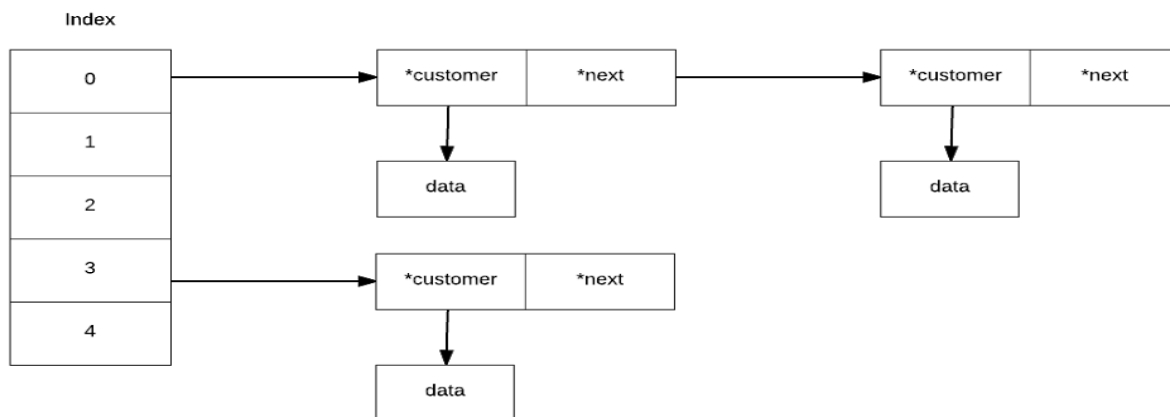 Index
0
*customer
*next
*customer
*next
1
data
data
2
3
*customer
*next
4
data